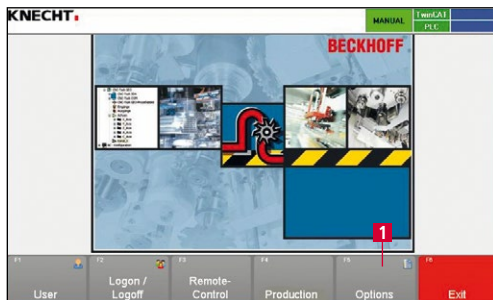 KNECHT.
MANUAL
TwinCAT
PLC
BECKHOFF
1
F1
User
F2
Logon /
Logoff
F3
Remote-
Control
F4
Production
F5
Options
F6
Exit